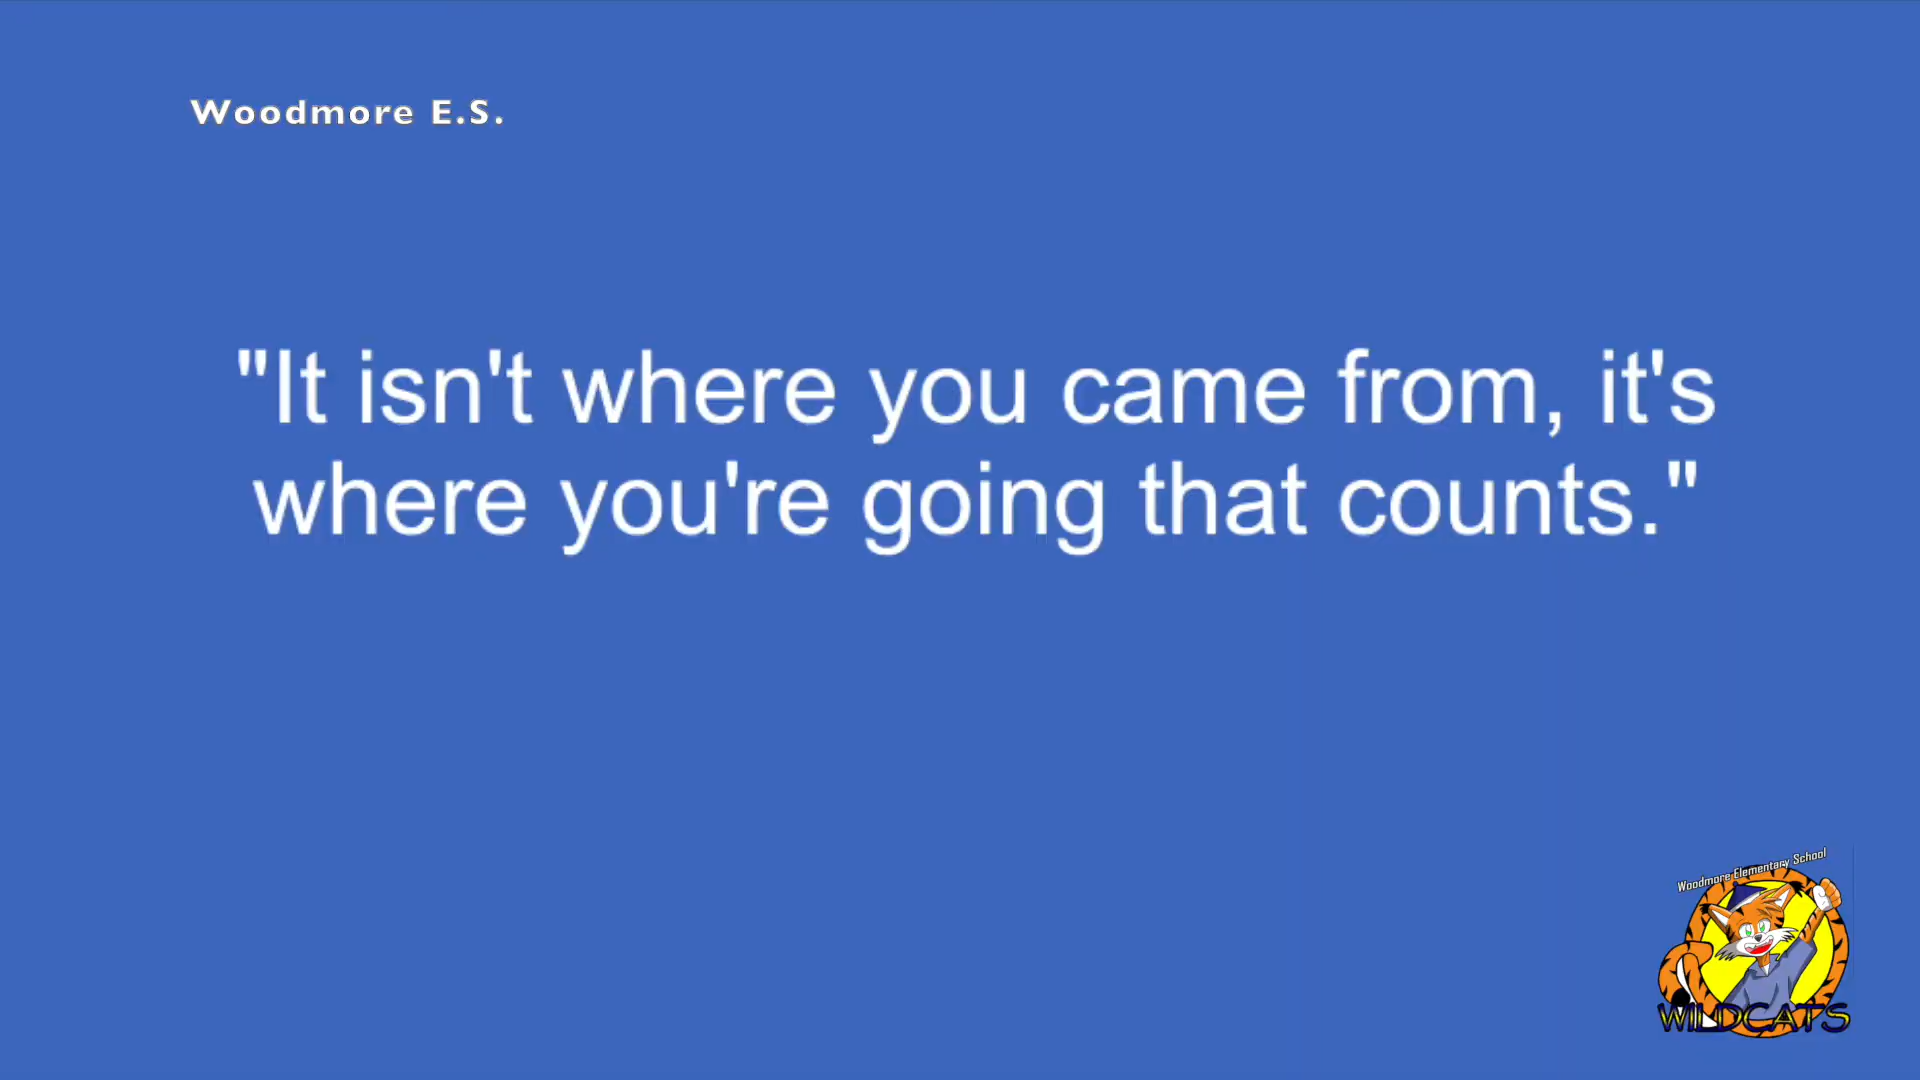 Woodmore E.S.
"It isn't where you came from, it's
where you're going that counts."
Woodmore Elementary School
WILDCATS